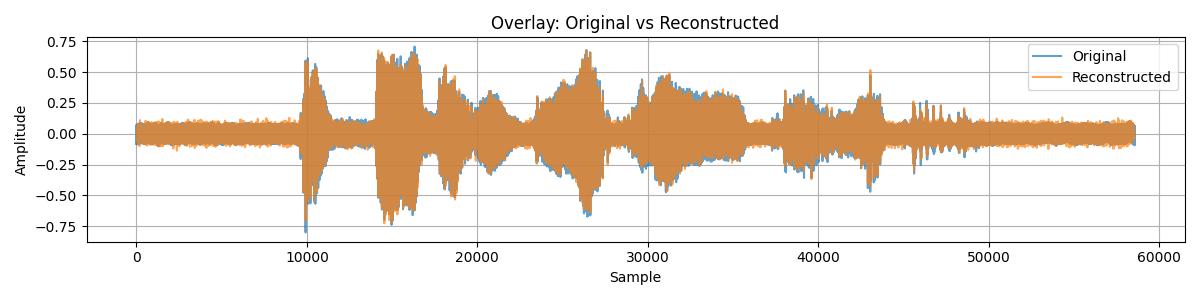 Overlay: Original vs Reconstructed
Original
Reconstructed
Amplitude
0.75
0.50
0.25
0.00
−0.25
−0.50
−0.75
0 10000 20000 30000 40000 50000 60000
Sample